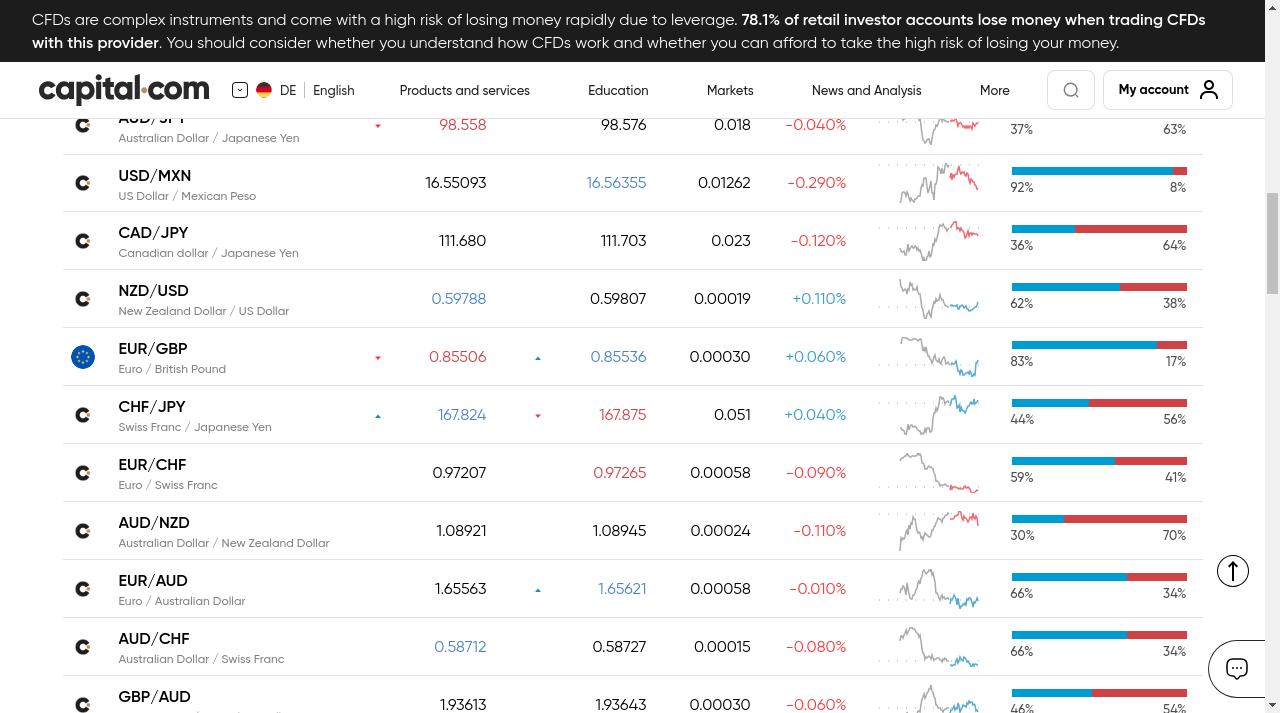 CFDs are complex instruments and come with a high risk of losing money rapidly due to leverage. 78.1% of retail investor accounts lose money when trading CFDs
with this provider. You should consider whether you understand how CFDs work and whether you can afford to take the high risk of losing your money.
capital.com DE English Products and services Education Markets News and Analysis More My account
AUD/JPY 98.558 98.576 0.018 -0.040%
Australian Dollar / Japanese Yen 37% 63%
USD/MXN 16.55093 16.56355 0.01262 -0.290%
US Dollar / Mexican Peso 92% 8%
CAD/JPY 111.680 111.703 0.023 -0.120%
Canadian dollar / Japanese Yen 36% 64%
NZD/USD 0.59788 0.59807 0.00019 +0.110%
New Zealand Dollar / US Dollar 62% 38%
EUR/GBP 0.85506 0.85536 0.00030 +0.060%
Euro / British Pound 83% 17%
CHF/JPY 167.824 167.875 0.051 +0.040%
Swiss Franc / Japanese Yen 44% 56%
EUR/CHF 0.97207 0.97265 0.00058 -0.090%
Euro / Swiss Franc 59% 41%
AUD/NZD 1.08921 1.08945 0.00024 -0.110%
Australian Dollar / New Zealand Dollar 30% 70%
EUR/AUD 1.65563 1.65621 0.00058 -0.010%
Euro / Australian Dollar 66% 34%
AUD/CHF 0.58712 0.58727 0.00015 -0.080%
Australian Dollar / Swiss Franc 66% 34%
GBP/AUD 1.93613 1.93643 0.00030 -0.060%
46% 54%